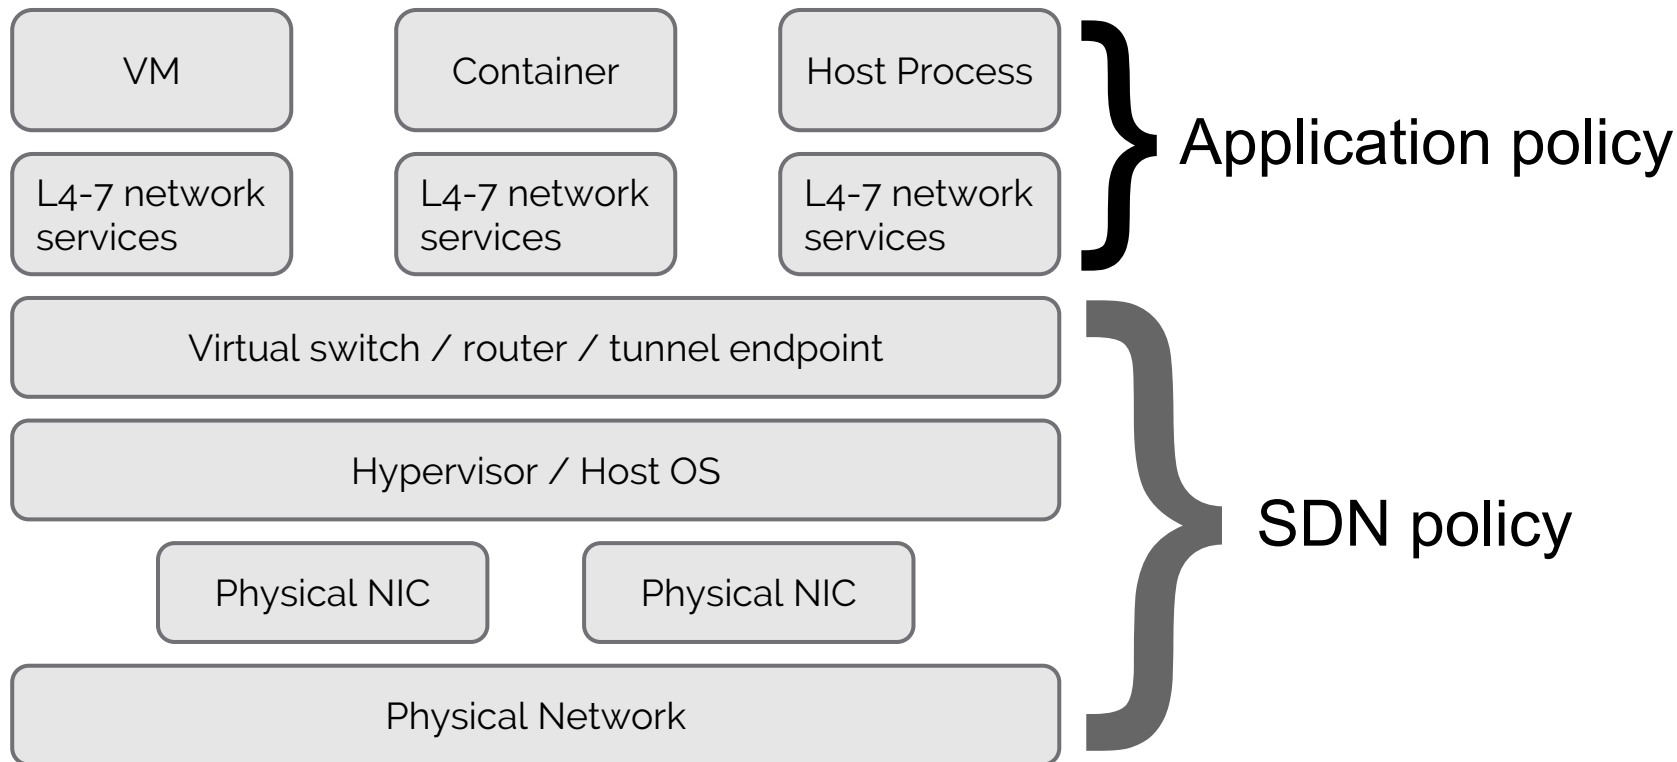 VM
Container
Host Process
Application policy
L4-7 network
services
L4-7 network
services
L4-7 network
services
Virtual switch / router / tunnel endpoint
Hypervisor / Host OS
SDN policy
Physical NIC
Physical NIC
Physical Network